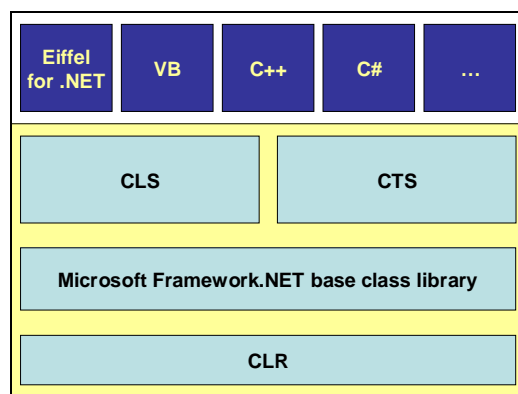 Eiffel
for .NET
VB
C++
C#
...
CLS
CTS
Microsoft Framework.NET base class library
CLR